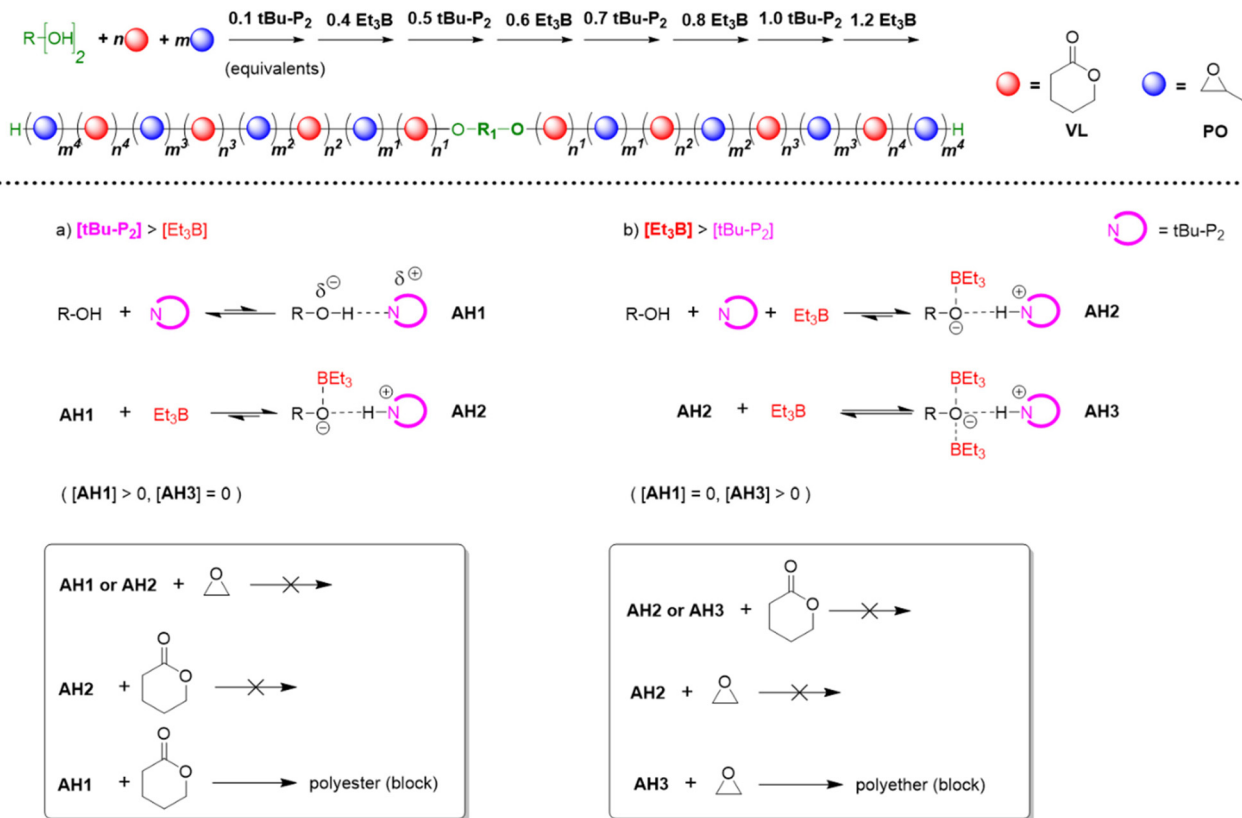 0.1 tBu-P2 0.4 Et3B 0.5 tBu-P2 0.6 Et3B 0.7 tBu-P2 0.8 Et3B 1.0 tBu-P2 1.2 Et3B
R-[OH]2 + n + m
(equivalents)
= O O VL = O PO
H ( )m4 ( )n4 ( )m3 ( )n3 ( )m2 ( )n2 ( )m1 ( )n1 O-R1-O ( )n1 ( )m1 ( )n2 ( )m2 ( )n3 ( )m3 ( )n4 ( )m4 H
a) [tBu-P2] > [Et3B]
R-OH + N δ⊖ δ⊕ R-O-H----N AH1
AH1 + Et3B BET3 R-O----H-N ⊖ ⊕ AH2
( [AH1] > 0, [AH3] = 0 )
AH1 or AH2 + O
AH2 + O O
AH1 + O O polyester (block)
b) [Et3B] > [tBu-P2]
N = tBu-P2
R-OH + N + Et3B BEt3 R-O----H-N ⊖ ⊕ AH2
AH2 + Et3B BEt3 R-O----H-N ⊖ ⊕ BEt3 AH3
( [AH1] = 0, [AH3] > 0 )
AH2 or AH3 + O O
AH2 + O
AH3 + O polyether (block)